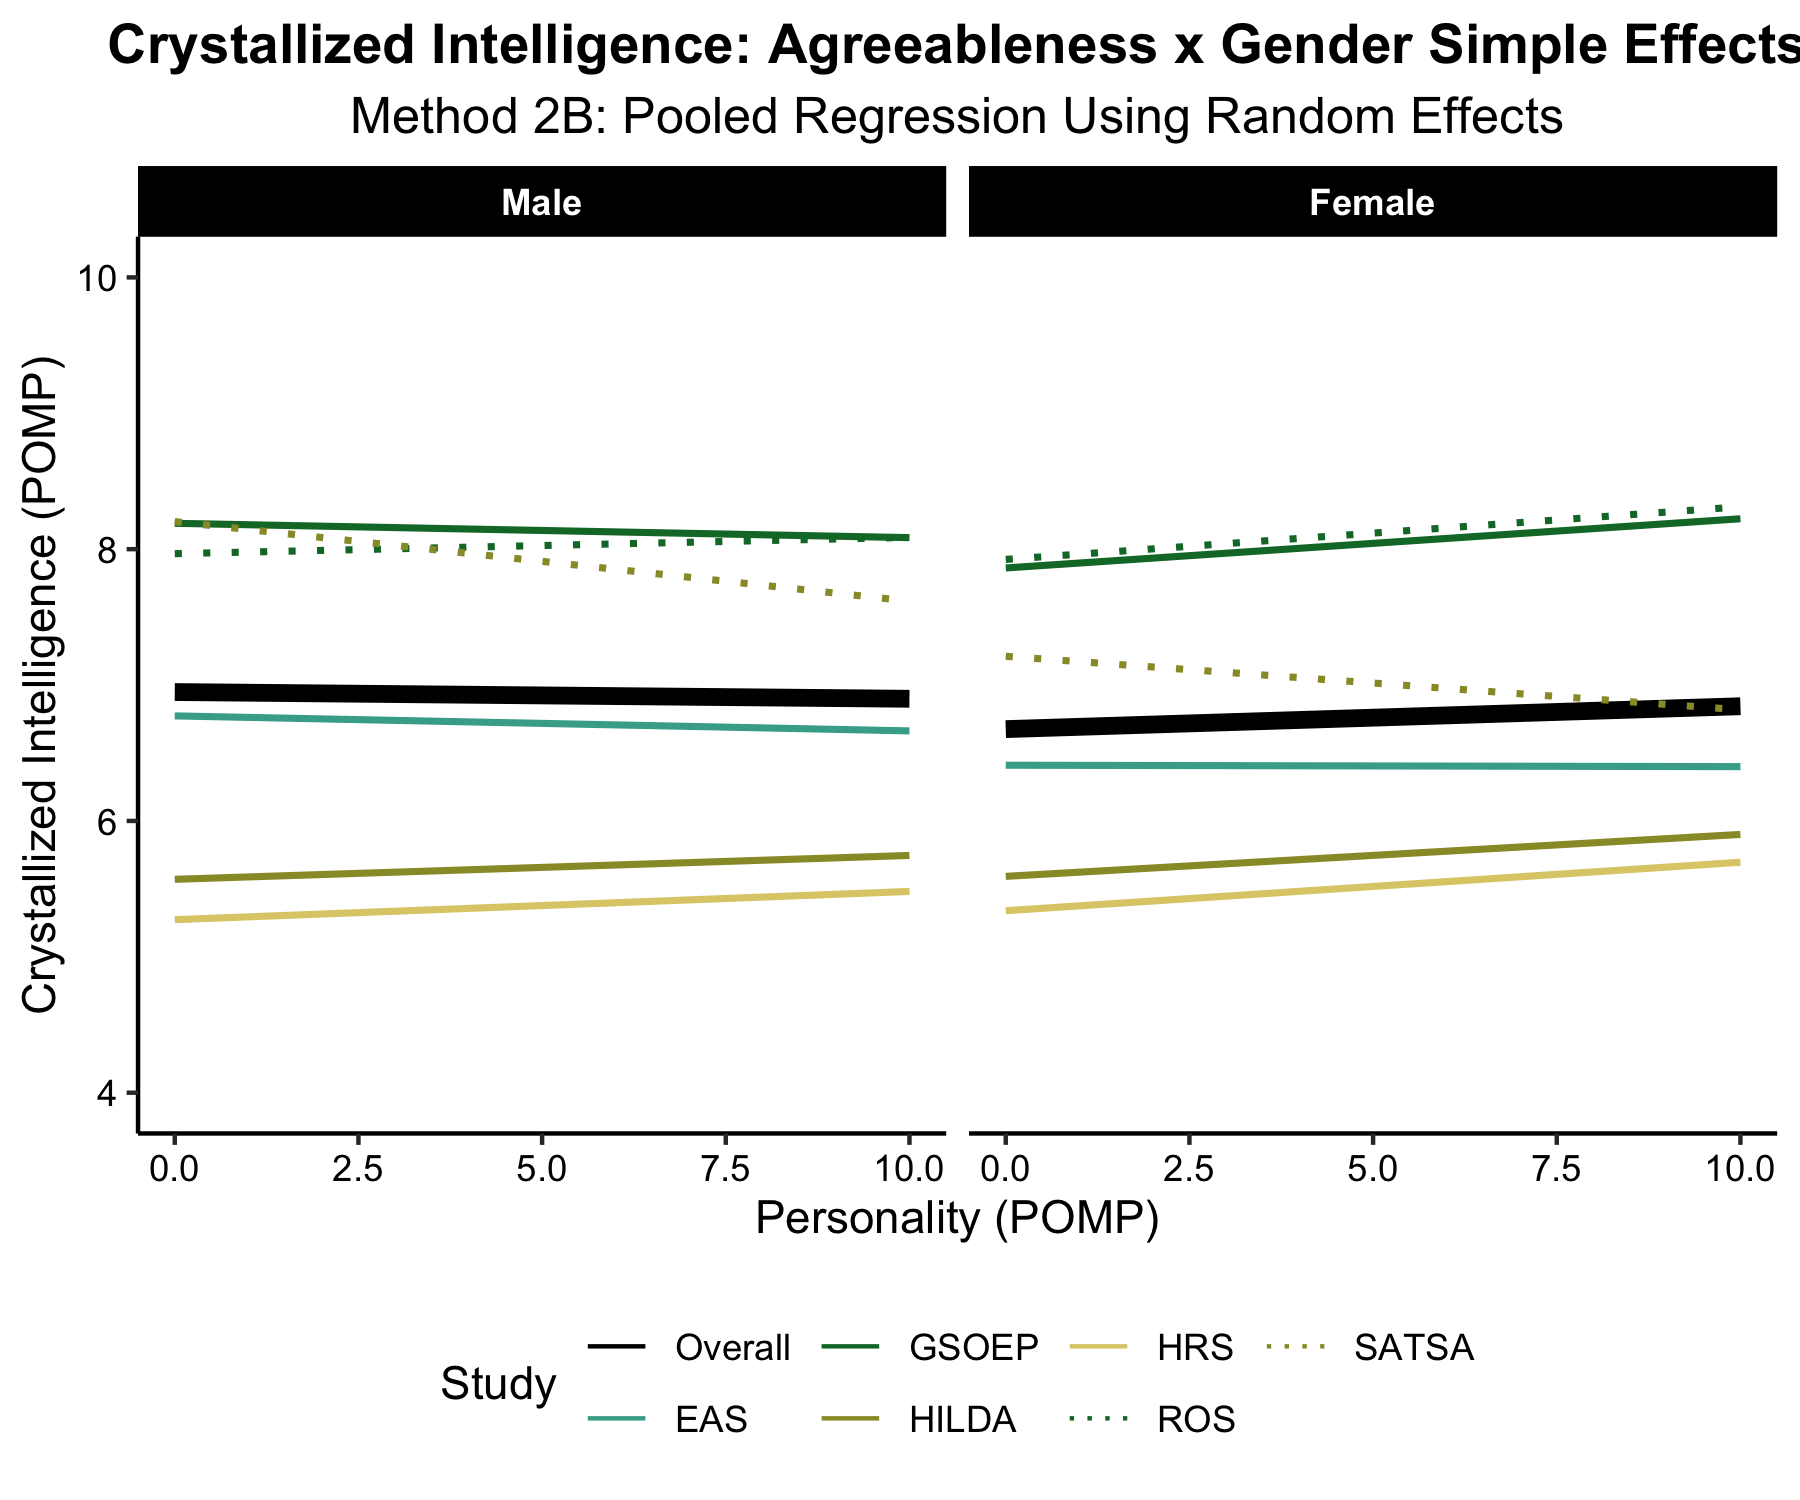 Crystallized Intelligence: Agreeableness x Gender Simple Effects
Method 2B: Pooled Regression Using Random Effects
Male
Female
Crystallized Intelligence (POMP)
10
8
6
4
0.0 2.5 5.0 7.5 10.0
0.0 2.5 5.0 7.5 10.0
Personality (POMP)
Study
Overall GSOEP HRS SATSA
EAS HILDA ROS